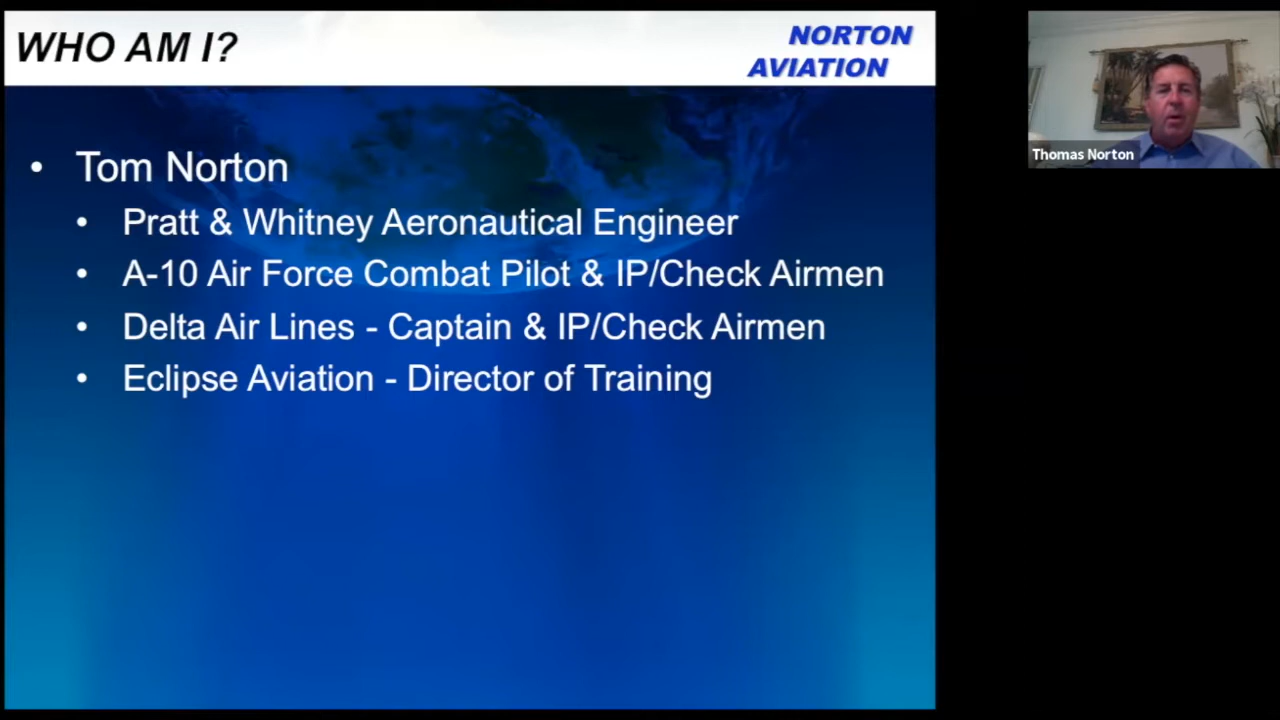 WHO AM I?
NORTON
AVIATION
• Tom Norton
• Pratt & Whitney Aeronautical Engineer
• A-10 Air Force Combat Pilot & IP/Check Airmen
• Delta Air Lines - Captain & IP/Check Airmen
• Eclipse Aviation - Director of Training
Thomas Norton